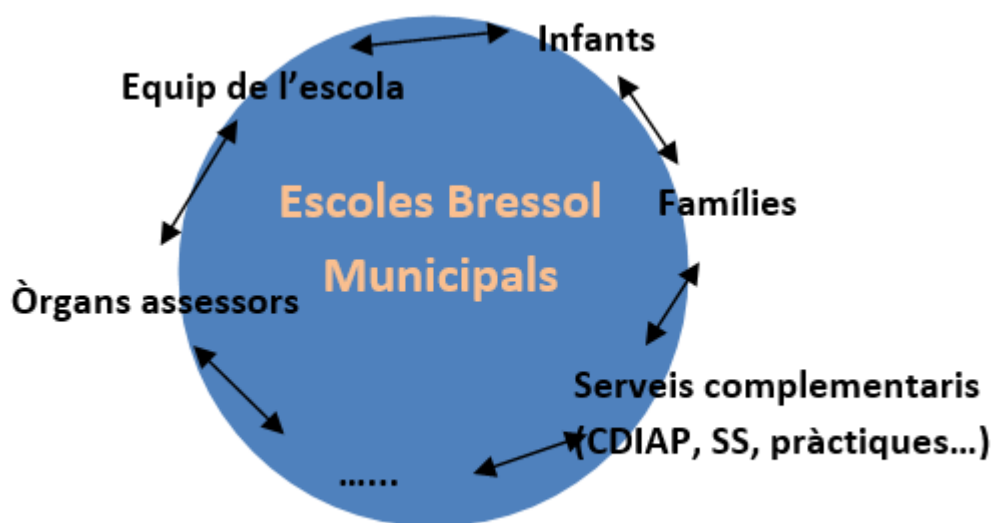 Infants
Equip de l’escola
Escoles Bressol
Municipals
Famílies
Òrgans assessors
Serveis complementaris
(CDIAP, SS, pràctiques…)
…...